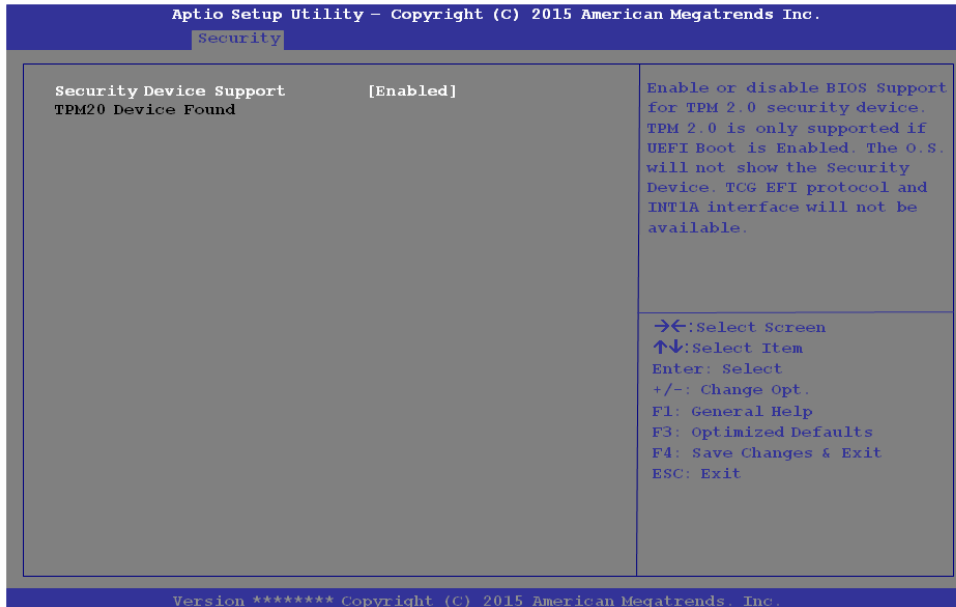 Aptio Setup Utility – Copyright (C) 2015 American Megatrends Inc.
Security
Security Device Support [Enabled]
TPM20 Device Found
Enable or disable BIOS Support
for TPM 2.0 security device.
TPM 2.0 is only supported if
UEFI Boot is Enabled. The O.S.
will not show the Security
Device. TCG EFI protocol and
INT1A interface will not be
available.
→←:Select Screen
↑↓:Select Item
Enter: Select
+/-: Change Opt.
F1: General Help
F3: Optimized Defaults
F4: Save Changes & Exit
ESC: Exit
Version ******** Copyright (C) 2015 American Megatrends. Inc.